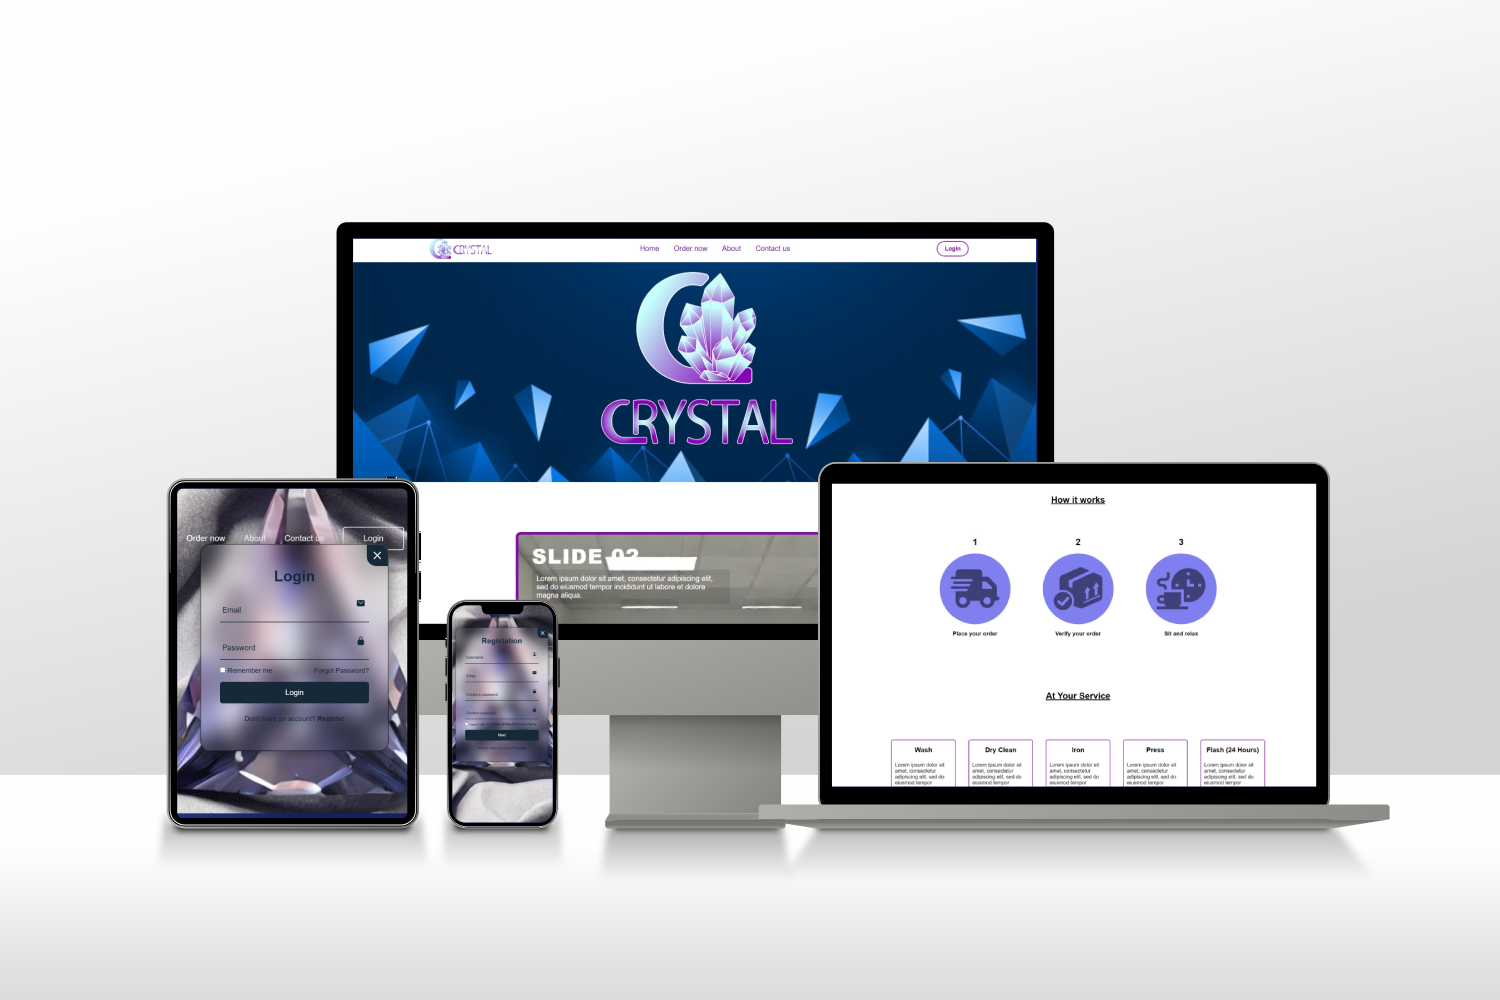 CRYSTAL
Home Order now About Contact us
Login
CRYSTAL
SLIDE 02
Lorem ipsum dolor sit amet, consectetur adipiscing elit,
sed do eiusmod tempor incididunt ut labore et dolore
magna aliqua.
Order now About Contact us Login
Login
Email
Password
Remember me Forgot Password?
Login
Don't have an account? Register
Registation
Username
Email
Create a password
Confirm password
Next
How it works
1 2 3
Place your order Verify your order Sit and relax
At Your Service
Wash
Lorem ipsum dolor sit
amet, consectetur
adipiscing elit, sed do
eiusmod tempor
Dry Clean
Lorem ipsum dolor sit
amet, consectetur
adipiscing elit, sed do
eiusmod tempor
Iron
Lorem ipsum dolor sit
amet, consectetur
adipiscing elit, sed do
eiusmod tempor
Press
Lorem ipsum dolor sit
amet, consectetur
adipiscing elit, sed do
eiusmod tempor
Flash (24 Hours)
Lorem ipsum dolor sit
amet, consectetur
adipiscing elit, sed do
eiusmod tempor